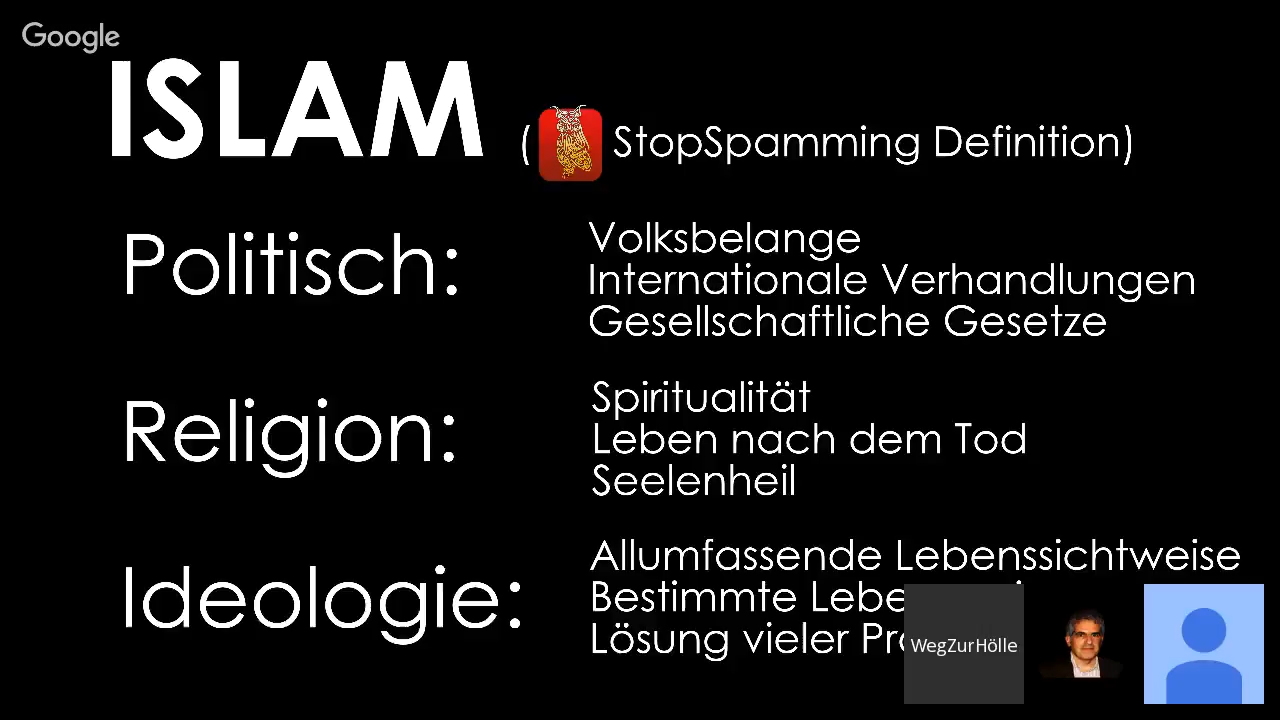 Google
ISLAM ( StopSpamming Definition)
Politisch:
Volksbelange
Internationale Verhandlungen
Gesellschaftliche Gesetze
Religion:
Spiritualität
Leben nach dem Tod
Seelenheil
Ideologie:
Allumfassende Lebenssichtweise
Bestimmte
Lösung vieler
WegZurHölle